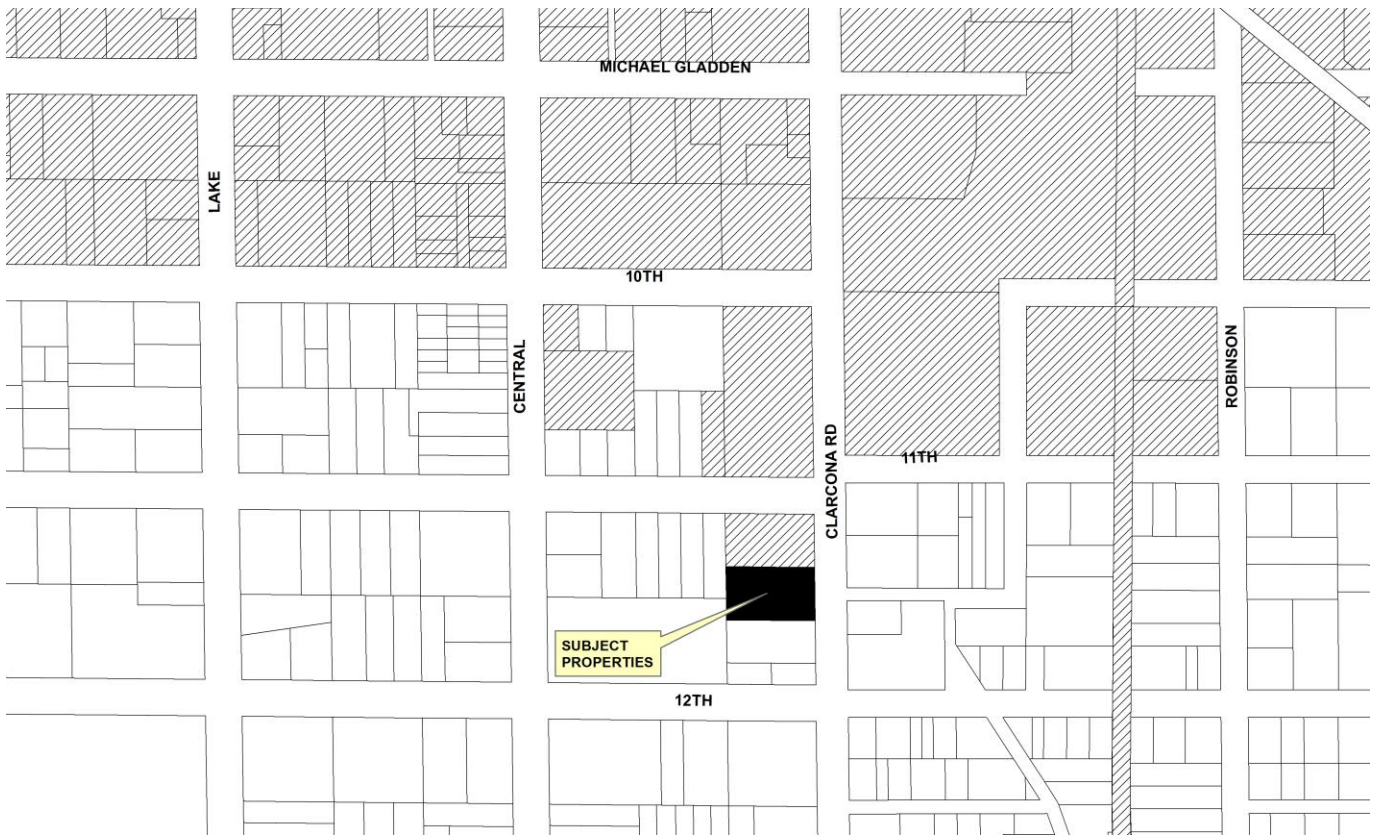 MICHAEL GLADDEN
LAKE
10TH
CENTRAL
ROBINSON
CLARCONA RD
11TH
SUBJECT
PROPERTIES
12TH